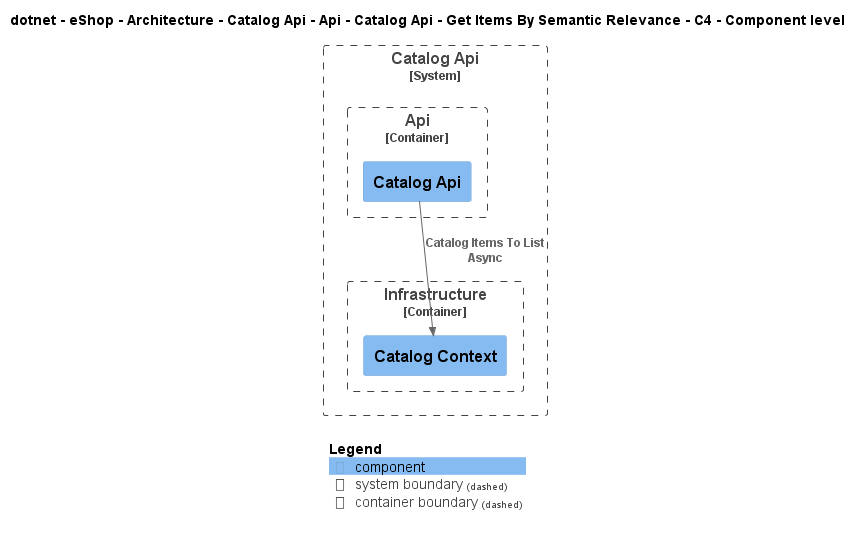 dotnet - eShop - Architecture - Catalog Api - Api - Catalog Api - Get Items By Semantic Relevance - C4 - Component level
Catalog Api
[System]
Api
[Container]
Catalog Api
Catalog Items To List
Async
Infrastructure
[Container]
Catalog Context
Legend
component
system boundary (dashed)
container boundary (dashed)